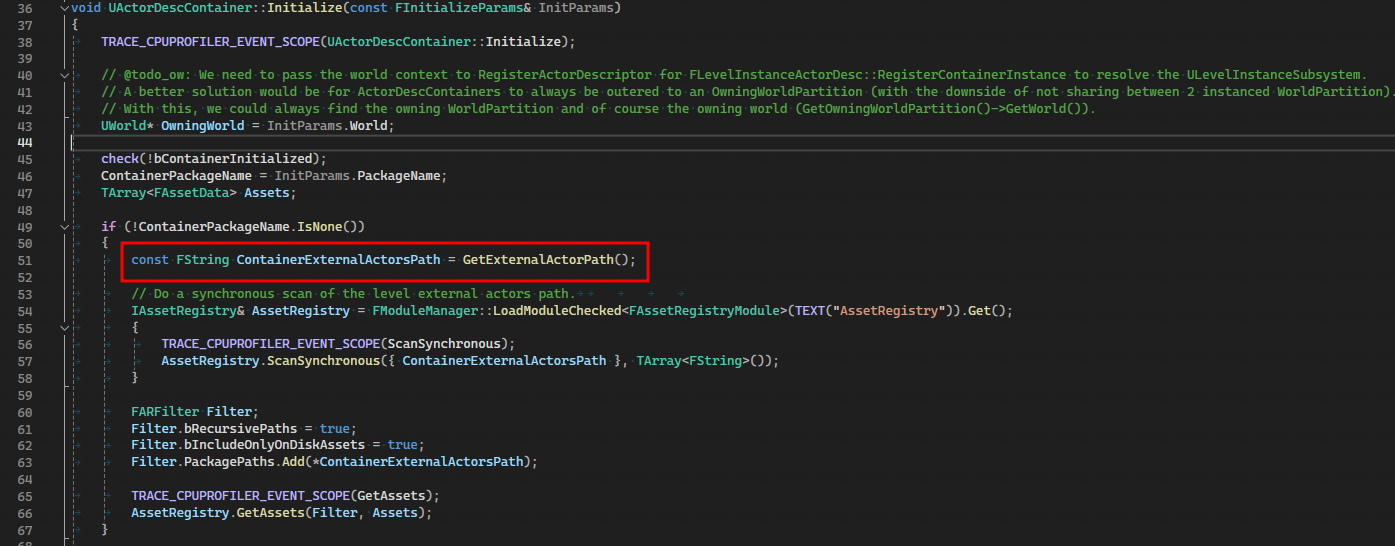 36 void UActorDescContainer::Initialize(const FInitializeParams& InitParams)
37 {
38 TRACE_CPUPROFILER_EVENT_SCOPE(UActorDescContainer::Initialize);
39
40 // @todo_ow: We need to pass the world context to RegisterActorDescriptor for FLevelInstanceActorDesc::RegisterContainerInstance to resolve the ULevelInstanceSubsystem.
41 // A better solution would be for ActorDescContainers to always be outered to an OwningWorldPartition (with the downside of not sharing between 2 instanced WorldPartition).
42 // With this, we could always find the owning WorldPartition and of course the owning world (GetOwningWorldPartition()->GetWorld()).
43 UWorld* OwningWorld = InitParams.World;
44
45 check(!bContainerInitialized);
46 ContainerPackageName = InitParams.PackageName;
47 TArray<FAssetData> Assets;
48
49 if (!ContainerPackageName.IsNone())
50 {
51 const FString ContainerExternalActorsPath = GetExternalActorPath();
52
53 // Do a synchronous scan of the level external actors path.
54 IAssetRegistry& AssetRegistry = FModuleManager::LoadModuleChecked<FAssetRegistryModule>(TEXT("AssetRegistry")).Get();
55 {
56 TRACE_CPUPROFILER_EVENT_SCOPE(ScanSynchronous);
57 AssetRegistry.ScanSynchronous({ ContainerExternalActorsPath }, TArray<FString>());
58 }
59
60 FARFilter Filter;
61 Filter.bRecursivePaths = true;
62 Filter.bIncludeOnlyOnDiskAssets = true;
63 Filter.PackagePaths.Add(*ContainerExternalActorsPath);
64
65 TRACE_CPUPROFILER_EVENT_SCOPE(GetAssets);
66 AssetRegistry.GetAssets(Filter, Assets);
67 }